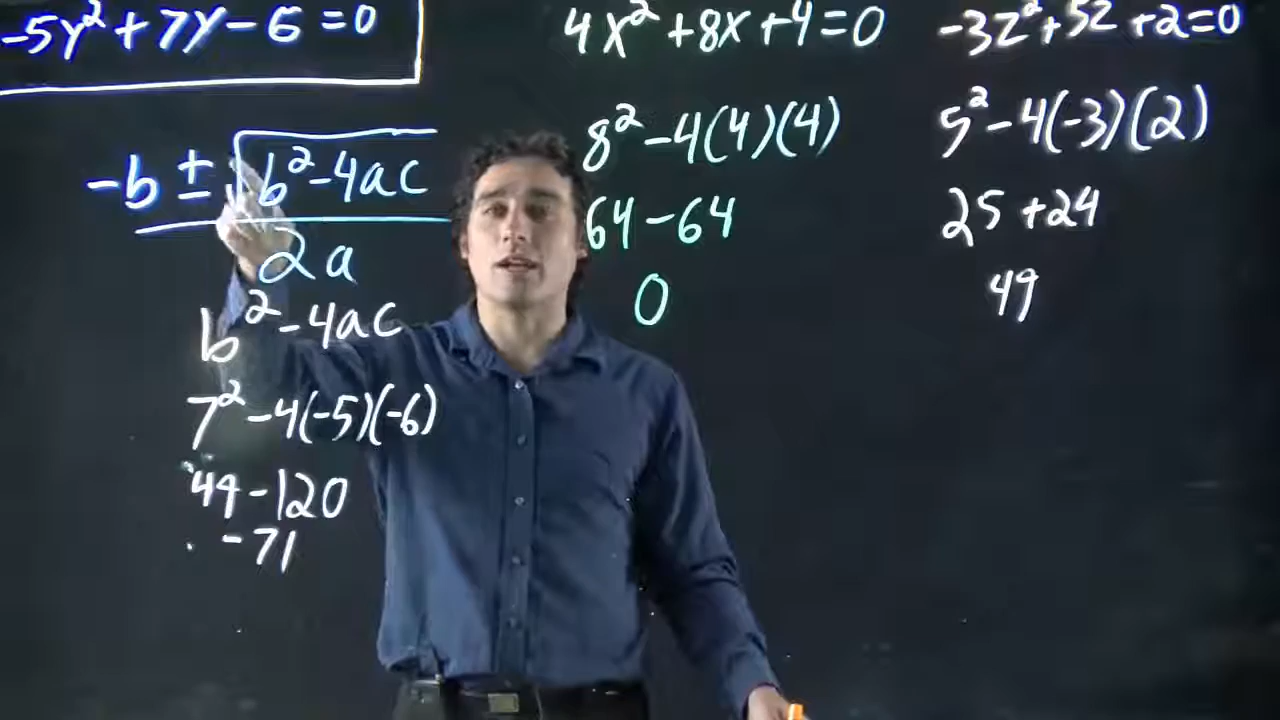 -5y² + 7y - 6 = 0
-b ± √b² - 4ac
2a
b² - 4ac
7² - 4(-5)(-6)
49 - 120
-71
4x² + 8x + 4 = 0
8² - 4(4)(4)
64 - 64
0
-3z² + 5z + 2 = 0
5² - 4(-3)(2)
25 + 24
49